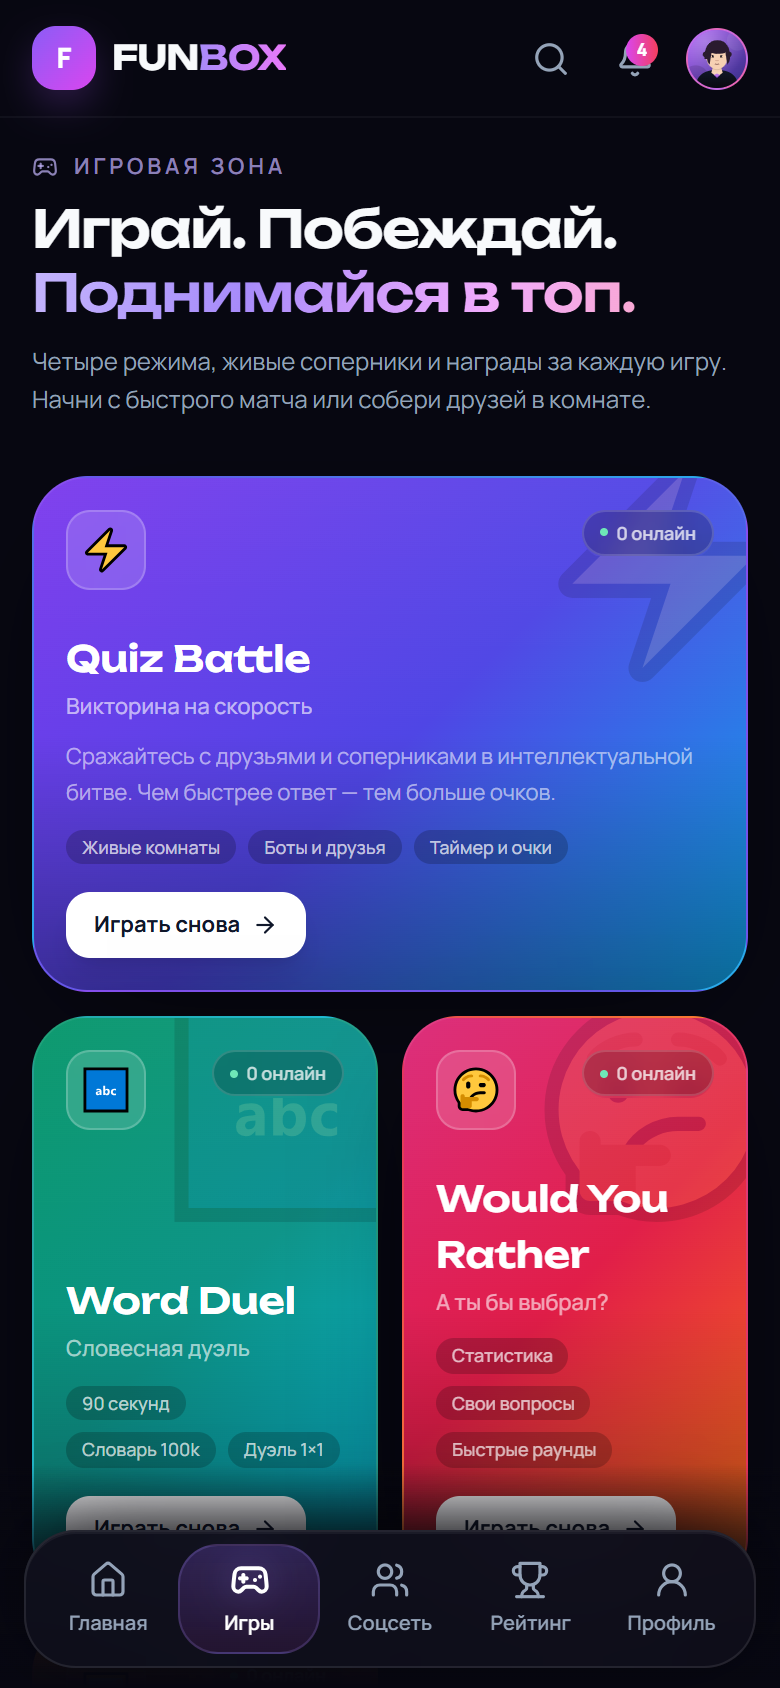 F FUNBOX 4
ИГРОВАЯ ЗОНА
Играй. Побеждай.
Поднимайся в топ.
Четыре режима, живые соперники и награды за каждую игру.
Начни с быстрого матча или собери друзей в комнате.
0 онлайн
Quiz Battle
Викторина на скорость
Сражайтесь с друзьями и соперниками в интеллектуальной
битве. Чем быстрее ответ — тем больше очков.
Живые комнаты Боты и друзья Таймер и очки
Играть снова →
abc 0 онлайн
abc
Word Duel
Словесная дуэль
90 секунд
Словарь 100k Дуэль 1×1
Играть снова →
0 онлайн
Would You
Rather
А ты бы выбрал?
Статистика
Свои вопросы
Быстрые раунды
Играть снова →
Главная Игры Соцсеть Рейтинг Профиль